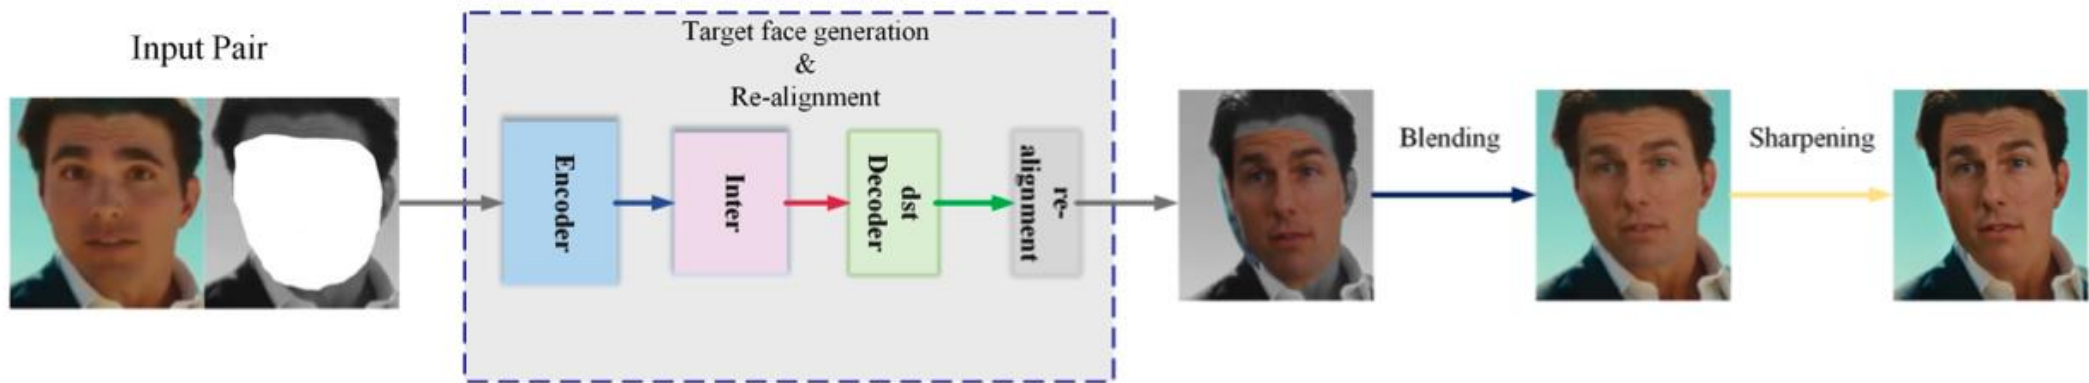 Input Pair
Target face generation
&
Re-alignment
Encoder
Inter
dst
Decoder
re-
alignment
Blending
Sharpening